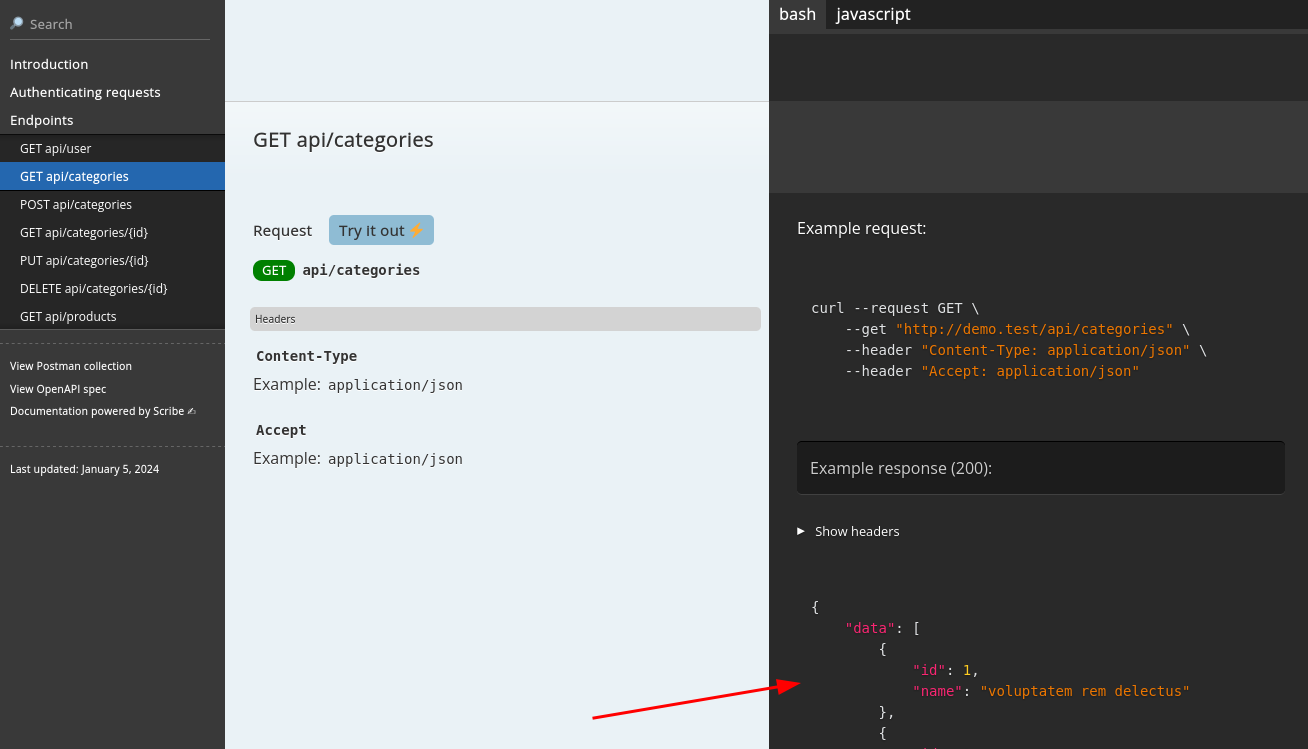 Search
Introduction
Authenticating requests
Endpoints
GET api/user
GET api/categories
POST api/categories
GET api/categories/{id}
PUT api/categories/{id}
DELETE api/categories/{id}
GET api/products
View Postman collection
View OpenAPI spec
Documentation powered by Scribe ✍
Last updated: January 5, 2024
GET api/categories
Request Try it out ⚡
GET api/categories
Headers
Content-Type
Example: application/json
Accept
Example: application/json
bash javascript
Example request:
curl --request GET \
    --get "http://demo.test/api/categories" \
    --header "Content-Type: application/json" \
    --header "Accept: application/json"
Example response (200):
Show headers
{
    "data": [
        {
            "id": 1,
            "name": "voluptatem rem delectus"
        },
        {